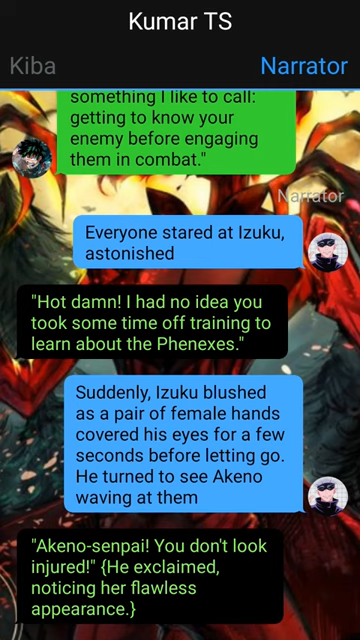 Kumar TS
Kiba
Narrator
something I like to call:
getting to know your
enemy before engaging
them in combat."
Narrator
Everyone stared at Izuku,
astonished
"Hot damn! I had no idea you
took some time off training to
learn about the Phenexes."
Suddenly, Izuku blushed
as a pair of female hands
covered his eyes for a few
seconds before letting go.
He turned to see Akeno
waving at them
"Akeno-senpai! You don't look
injured!" {He exclaimed,
noticing her flawless
appearance.}